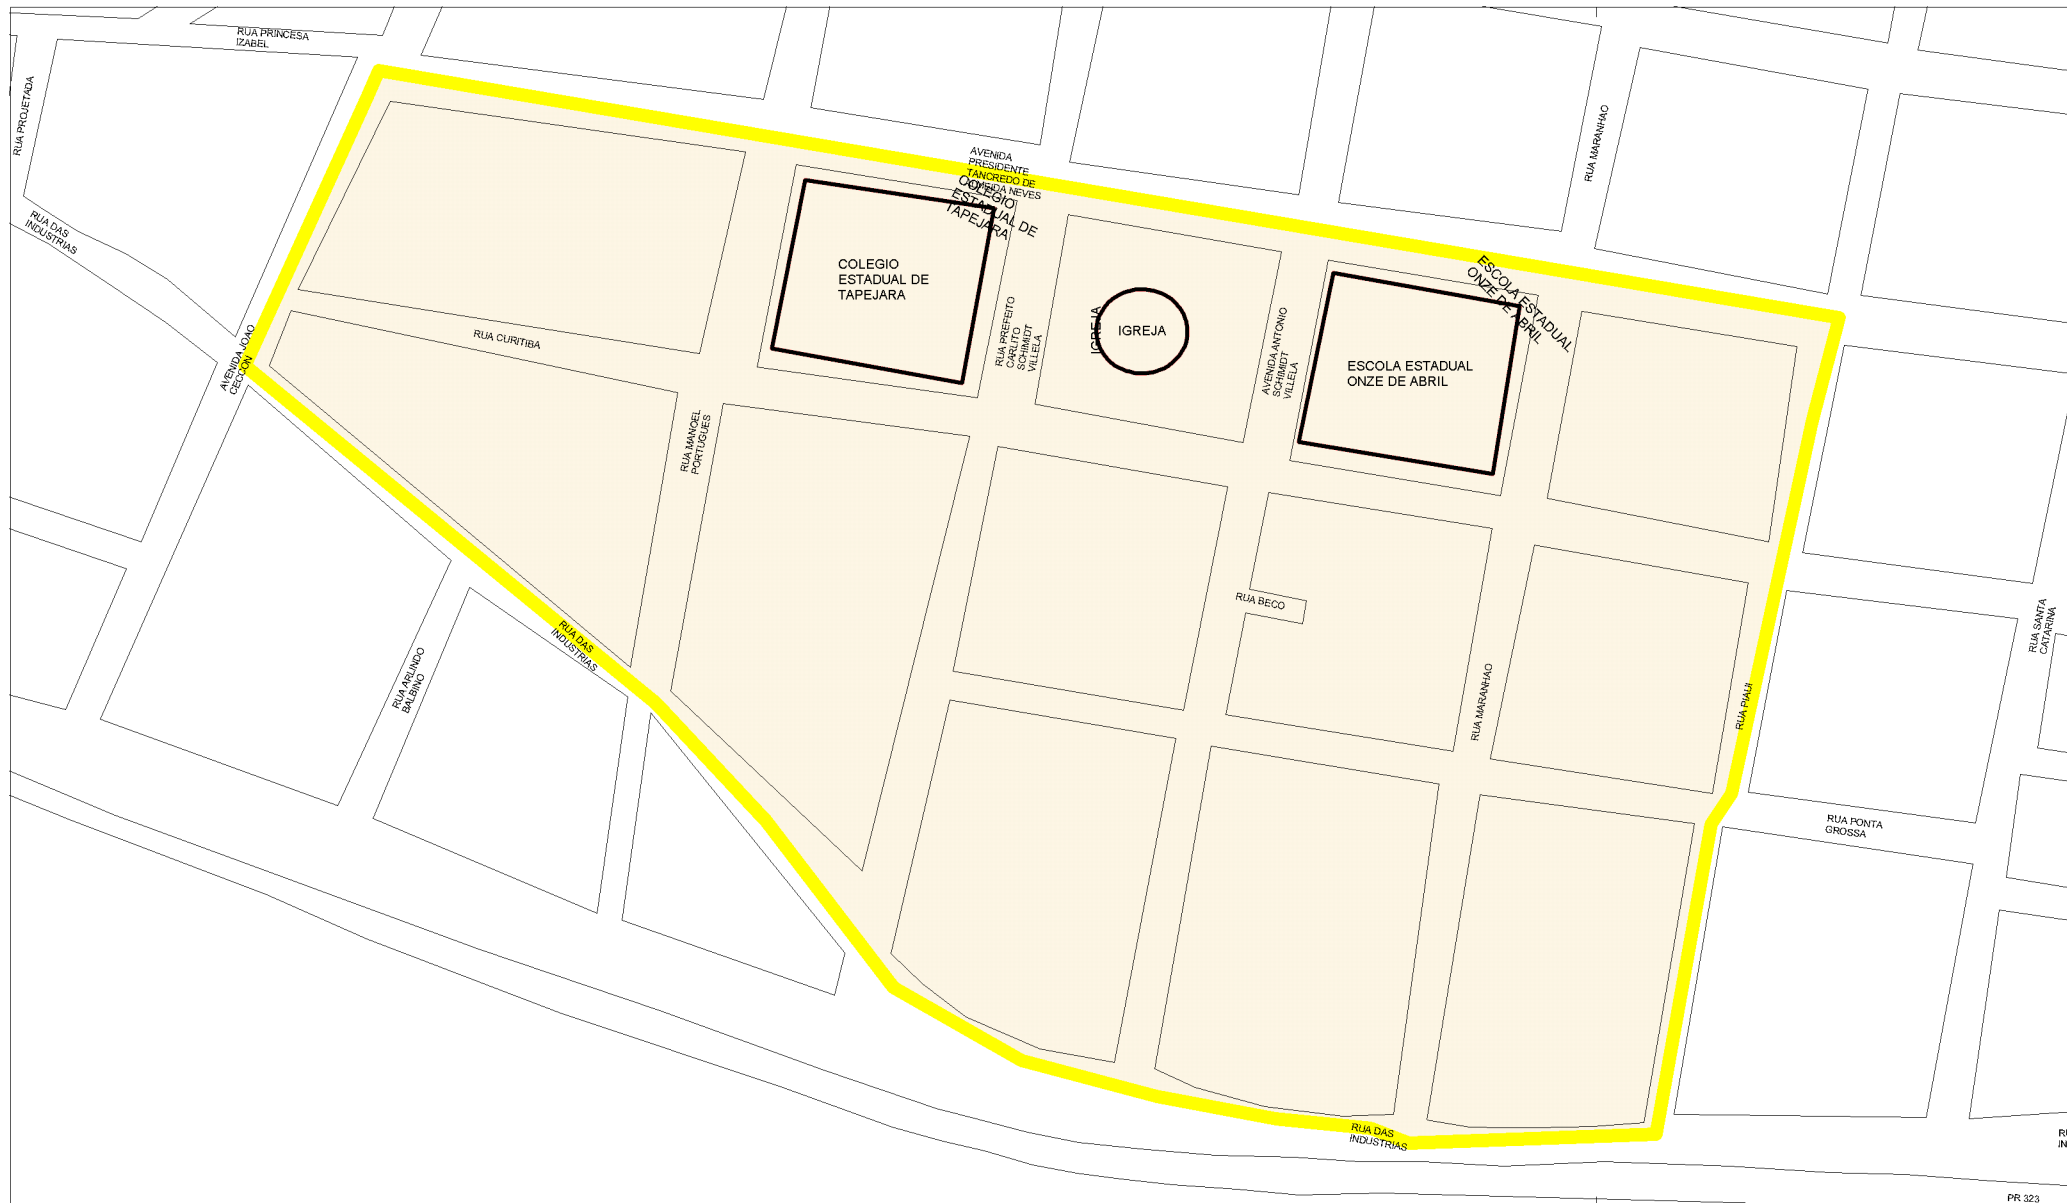 RUA PRINCESA
IZABEL
RUA PROJETADA
RUA DAS
INDUSTRIAS
AVENIDA JOAO
CECCON
RUA CURITIBA
AVENIDA
PRESIDENTE
TANCREDO DE
ALMEIDA NEVES
COLEGIO
ESTADUAL DE
TAPEJARA
COLEGIO
ESTADUAL DE
TAPEJARA
RUA MANOEL
PORTUGUES
RUA PREFEITO
CARLITO
SCHIMIDT
VILLELA
IGREJA
IGREJA
AVENIDA ANTONIO
SCHIMIDT
VILLELA
ESCOLA ESTADUAL
ONZE DE ABRIL
ESCOLA ESTADUAL
ONZE DE ABRIL
RUA MARANHAO
RUA BECO
RUA MARANHAO
RUA PIAUI
RUA SANTA
CATARINA
RUA PONTA
GROSSA
RUA DAS
INDUSTRIAS
RUA ARLINDO
BALBINO
RUA DAS
INDUSTRIAS
PR 323